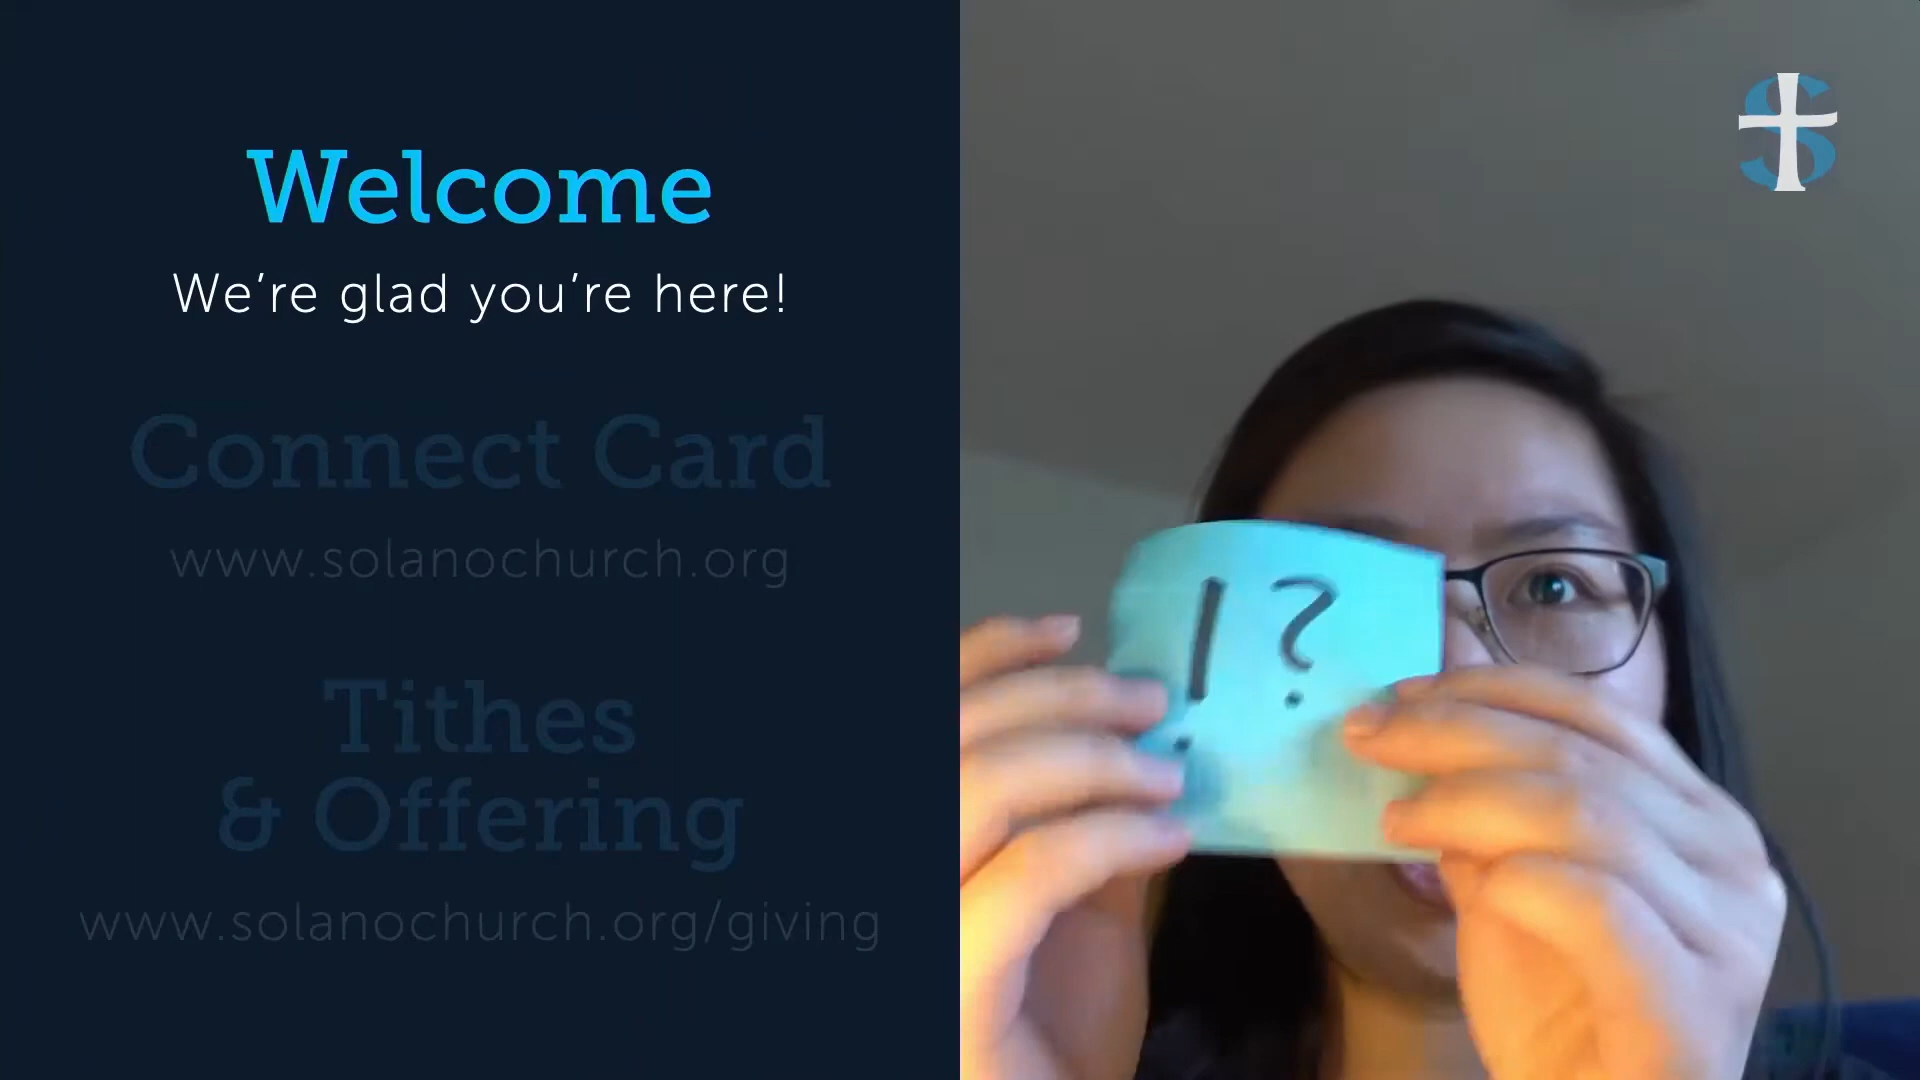 Welcome
We're glad you're here!
Connect Card
www.solanochurch.org
Tithes
& Offering
www.solanochurch.org/giving
! ?
S